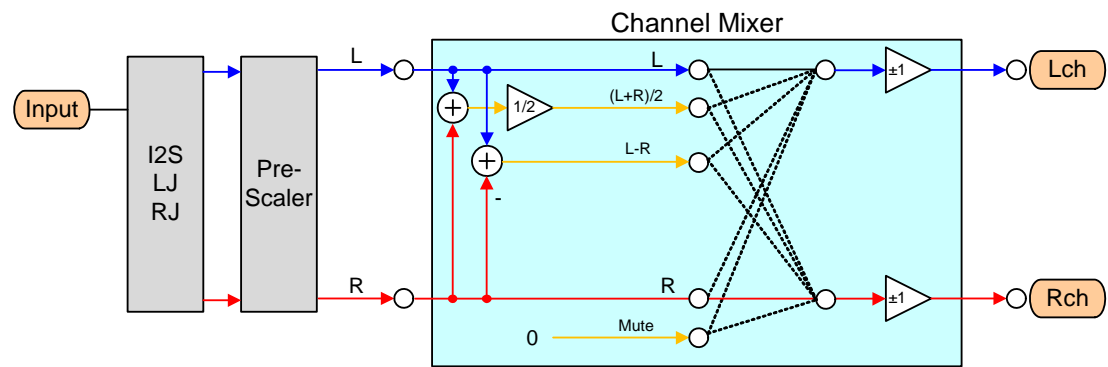 Channel Mixer
Input
I2S
LJ
RJ
Pre-
Scaler
L
R
+
1/2
+
-
L
(L+R)/2
L-R
R
0
Mute
±1
±1
Lch
Rch